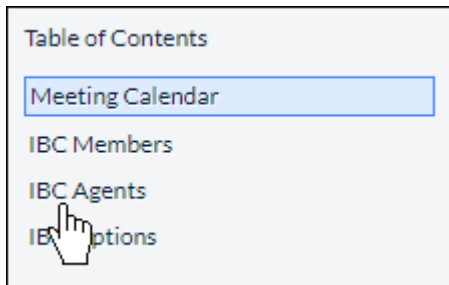 Table of Contents
Meeting Calendar
IBC Members
IBC Agents